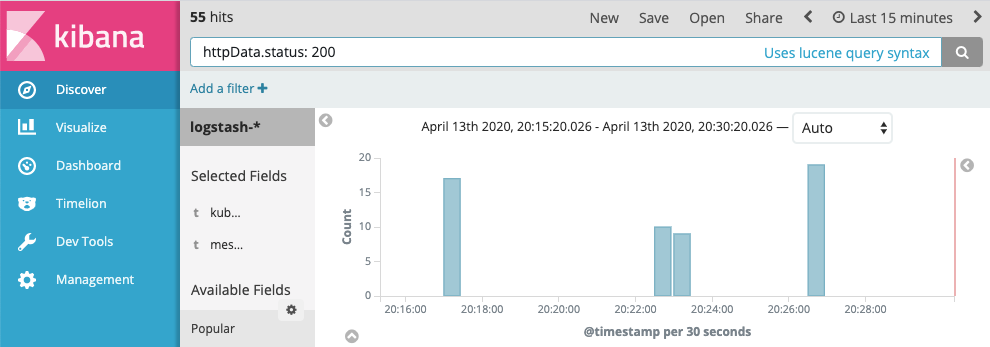 kibana
Discover
Visualize
Dashboard
Timelion
Dev Tools
Management
55 hits
New Save Open Share Last 15 minutes
httpData.status: 200 Uses lucene query syntax
Add a filter +
logstash-*
Selected Fields
t kub...
t mes...
Available Fields
Popular
April 13th 2020, 20:15:20.026 - April 13th 2020, 20:30:20.026 — Auto
Count
20
15
10
5
0
20:16:00 20:18:00 20:20:00 20:22:00 20:24:00 20:26:00 20:28:00
@timestamp per 30 seconds